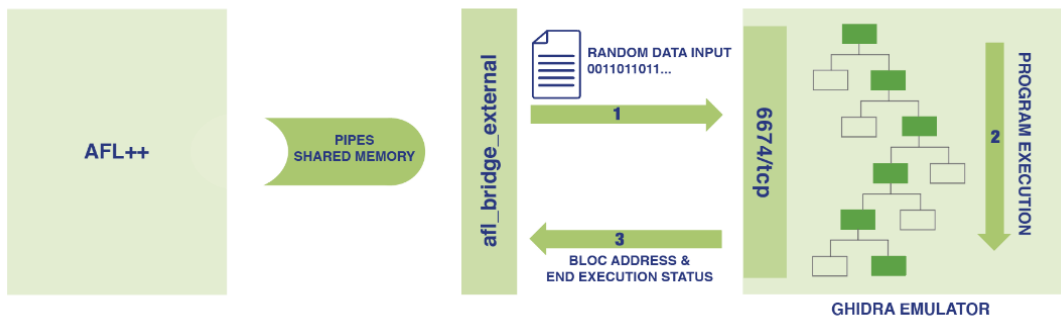 AFL++
PIPES
SHARED MEMORY
afl_bridge_external
RANDOM DATA INPUT
0011011011...
1
3
BLOC ADDRESS &
END EXECUTION STATUS
6674/tcp
2
PROGRAM EXECUTION
GHIDRA EMULATOR